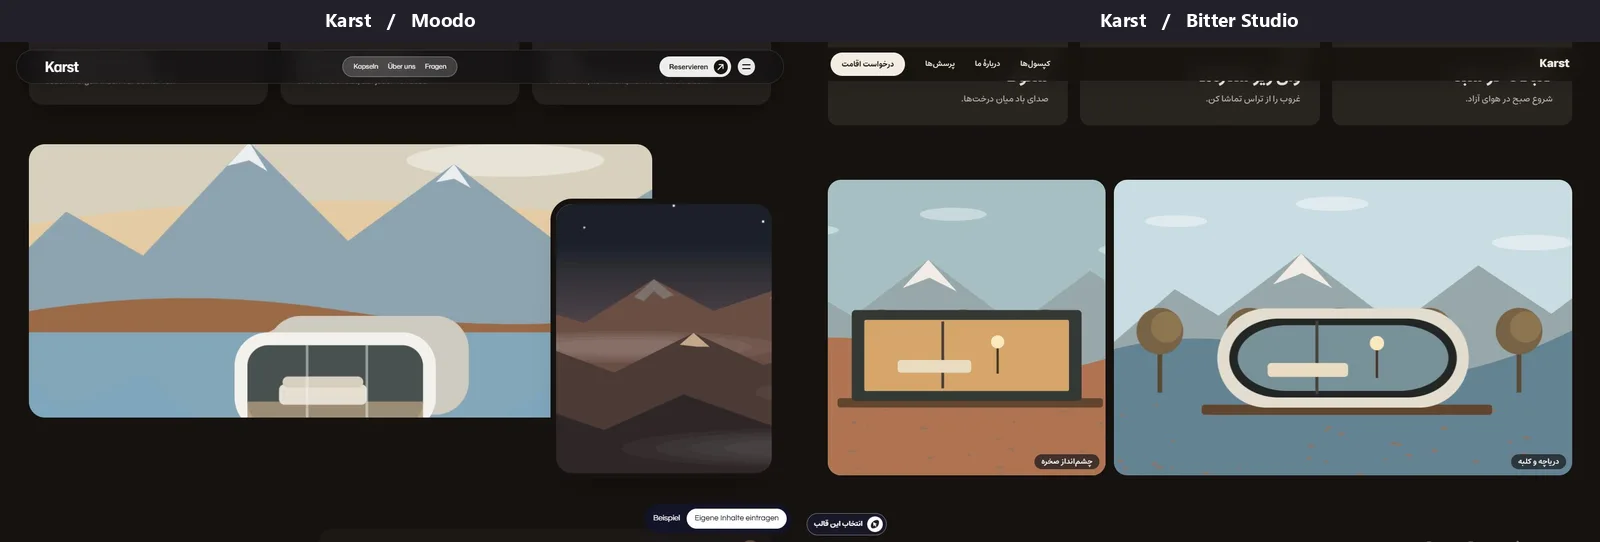 Karst / Moodo
Karst / Bitter Studio
Karst
Kapseln Über uns Fragen
Reservieren
درخواست اقامت
پرسش‌ها
دربارهٔ ما
کپسول‌ها
Karst
صدای باد میان درخت‌ها.
غروب را از تراس تماشا کن.
شروع صبح در هوای آزاد.
چشم‌انداز صخره
دریاچه و کلبه
Beispiel Eigene Inhalte eintragen
انتخاب این قالب